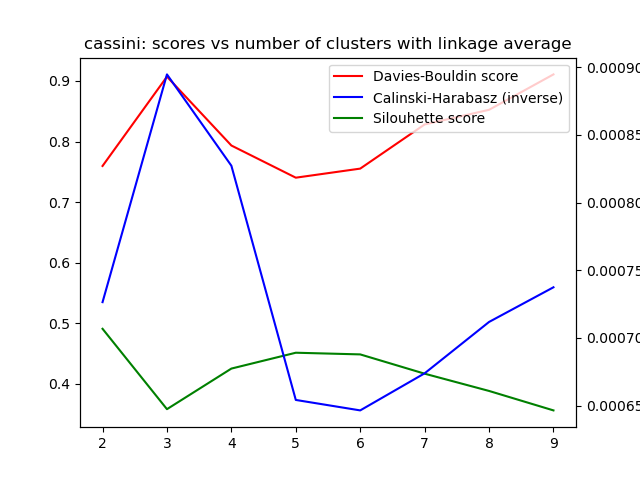 cassini: scores vs number of clusters with linkage average
Davies-Bouldin score
Calinski-Harabasz (inverse)
Silouhette score
0.9
0.8
0.7
0.6
0.5
0.4
0.00090
0.00085
0.00080
0.00075
0.00070
0.00065
2 3 4 5 6 7 8 9